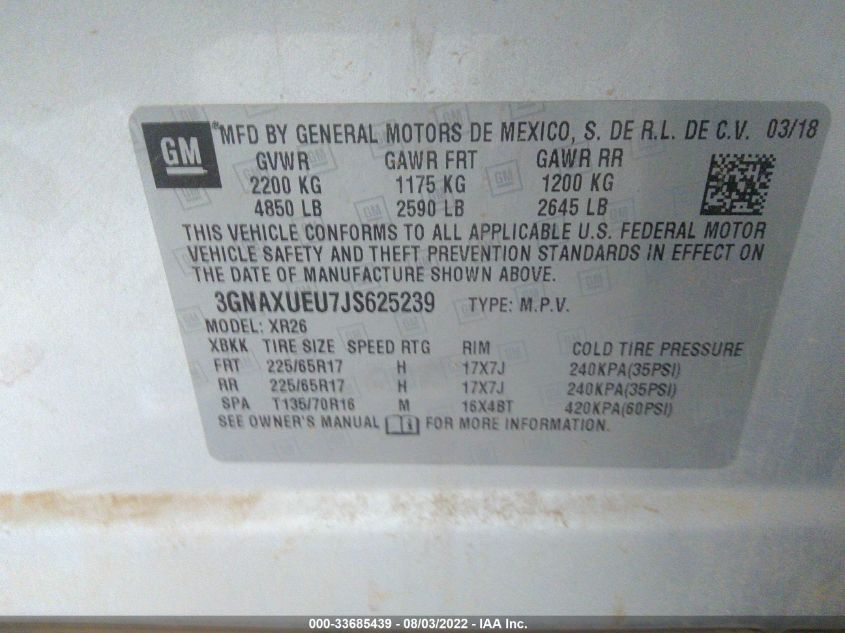 GM ® MFD BY GENERAL MOTORS DE MEXICO, S. DE R.L. DE C.V. 03/18
GVWR GAWR FRT GAWR RR
2200 KG 1175 KG 1200 KG
4850 LB 2590 LB 2645 LB
THIS VEHICLE CONFORMS TO ALL APPLICABLE U.S. FEDERAL MOTOR
VEHICLE SAFETY AND THEFT PREVENTION STANDARDS IN EFFECT ON
THE DATE OF MANUFACTURE SHOWN ABOVE.
3GNAXUEU7JS625239 TYPE: M.P.V.
MODEL: XR26
XBKK TIRE SIZE SPEED RTG RIM COLD TIRE PRESSURE
FRT 225/65R17 H 17X7J 240KPA(35PSI)
RR 225/65R17 H 17X7J 240KPA(35PSI)
SPA T135/70R16 M 16X4BT 420KPA(60PSI)
SEE OWNER'S MANUAL FOR MORE INFORMATION.
000-33685439 - 08/03/2022 - IAA Inc.